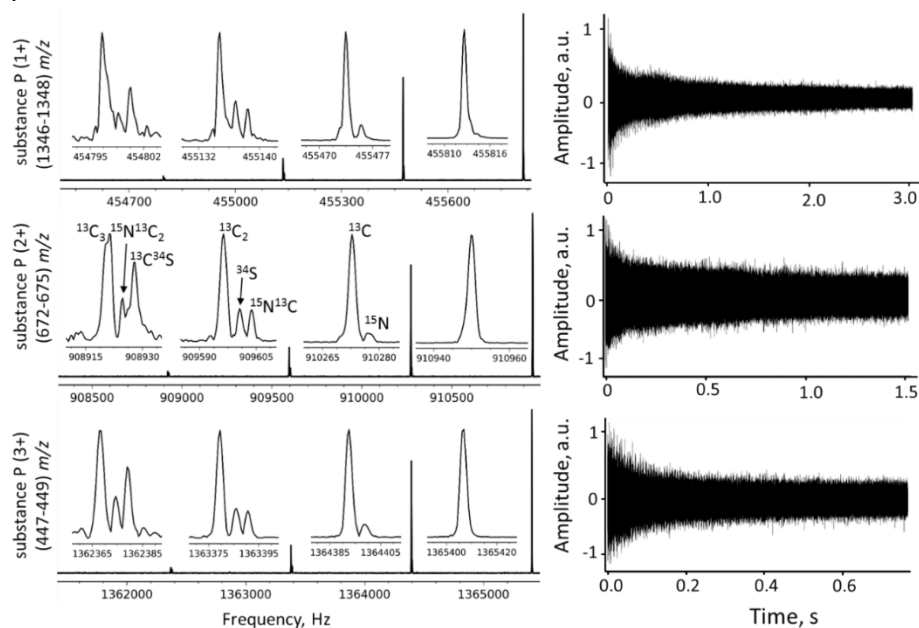 substance P (1+)
(1346-1348) m/z
454795 454802
455132 455140
455470 455477
455810 455816
454700 455000 455300 455600
Amplitude, a.u.
1
0
-1
0 1.0 2.0 3.0
substance P (2+)
(672-675) m/z
¹³C₃ ¹⁵N¹³C₂
¹³C³⁴S
¹³C₂
³⁴S
¹⁵N¹³C
¹³C
¹⁵N
908915 908930
909590 909605
910265 910280
910940 910960
908500 909000 909500 910000 910500
Amplitude, a.u.
1
0
-1
0 0.5 1.0 1.5
substance P (3+)
(447-449) m/z
1362365 1362385
1363375 1363395
1364385 1364405
1365400 1365420
1362000 1363000 1364000 1365000
Frequency, Hz
Amplitude, a.u.
1
0
-1
0 0.2 0.4 0.6
Time, s